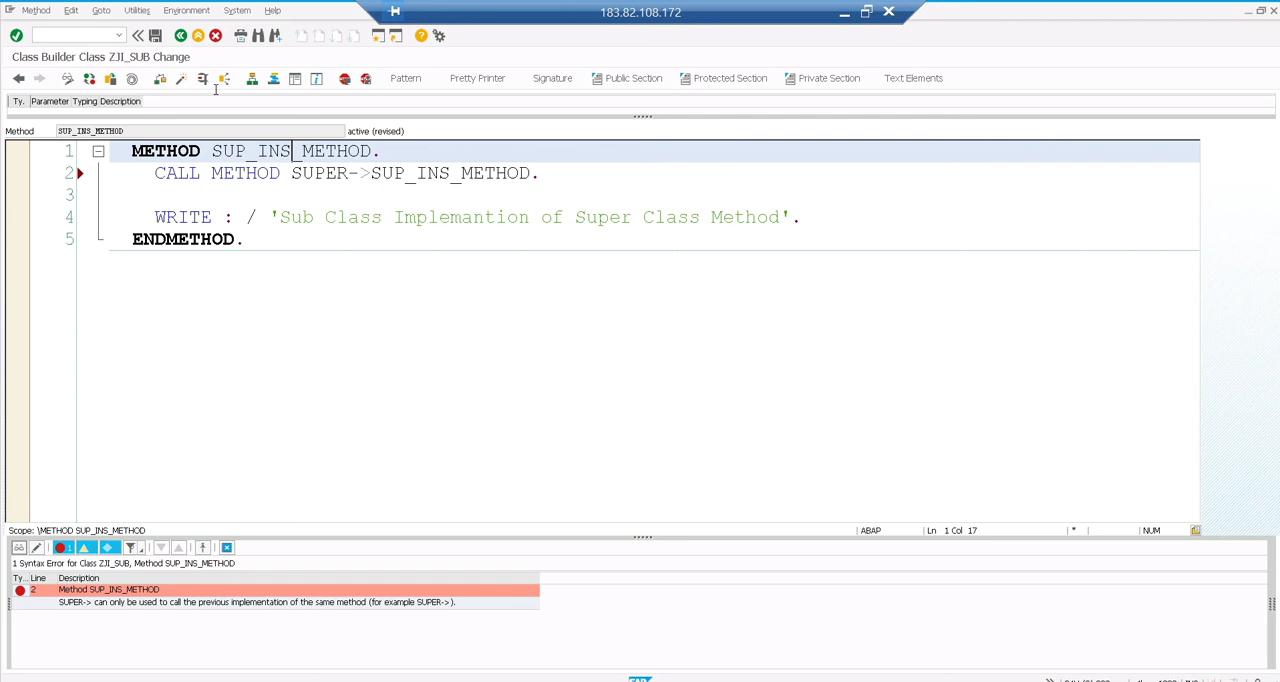 Method Edit Goto Utilities Environment System Help
183.82.108.172
Class Builder Class ZJI_SUB Change
Pattern Pretty Printer Signature Public Section Protected Section Private Section Text Elements
Ty. Parameter Typing Description
Method SUP_INS_METHOD active (revised)
1 METHOD SUP_INS_METHOD.
2 CALL METHOD SUPER->SUP_INS_METHOD.
3
4 WRITE : / 'Sub Class Implemantion of Super Class Method'.
5 ENDMETHOD.
Scope: \METHOD SUP_INS_METHOD ABAP Ln 1 Col 17 * NUM
1
1 Syntax Error for Class ZJI_SUB, Method SUP_INS_METHOD
Ty... Line Description
2 Method SUP_INS_METHOD
SUPER-> can only be used to call the previous implementation of the same method (for example SUPER->).